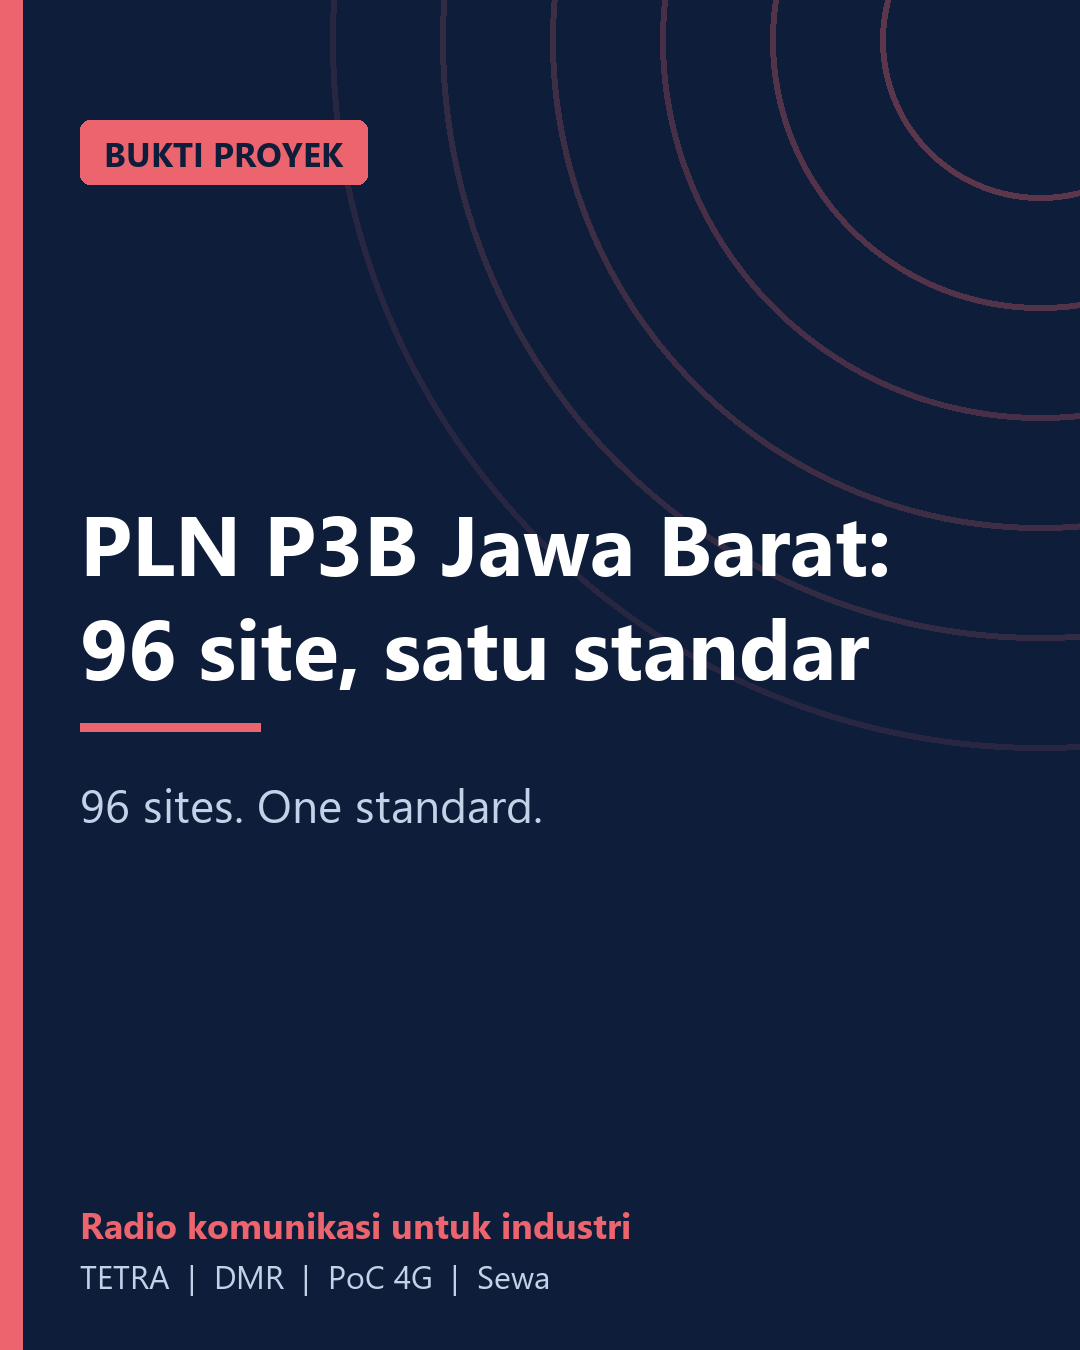 BUKTI PROYEK
PLN P3B Jawa Barat:
96 site, satu standar
96 sites. One standard.
Radio komunikasi untuk industri
TETRA | DMR | PoC 4G | Sewa